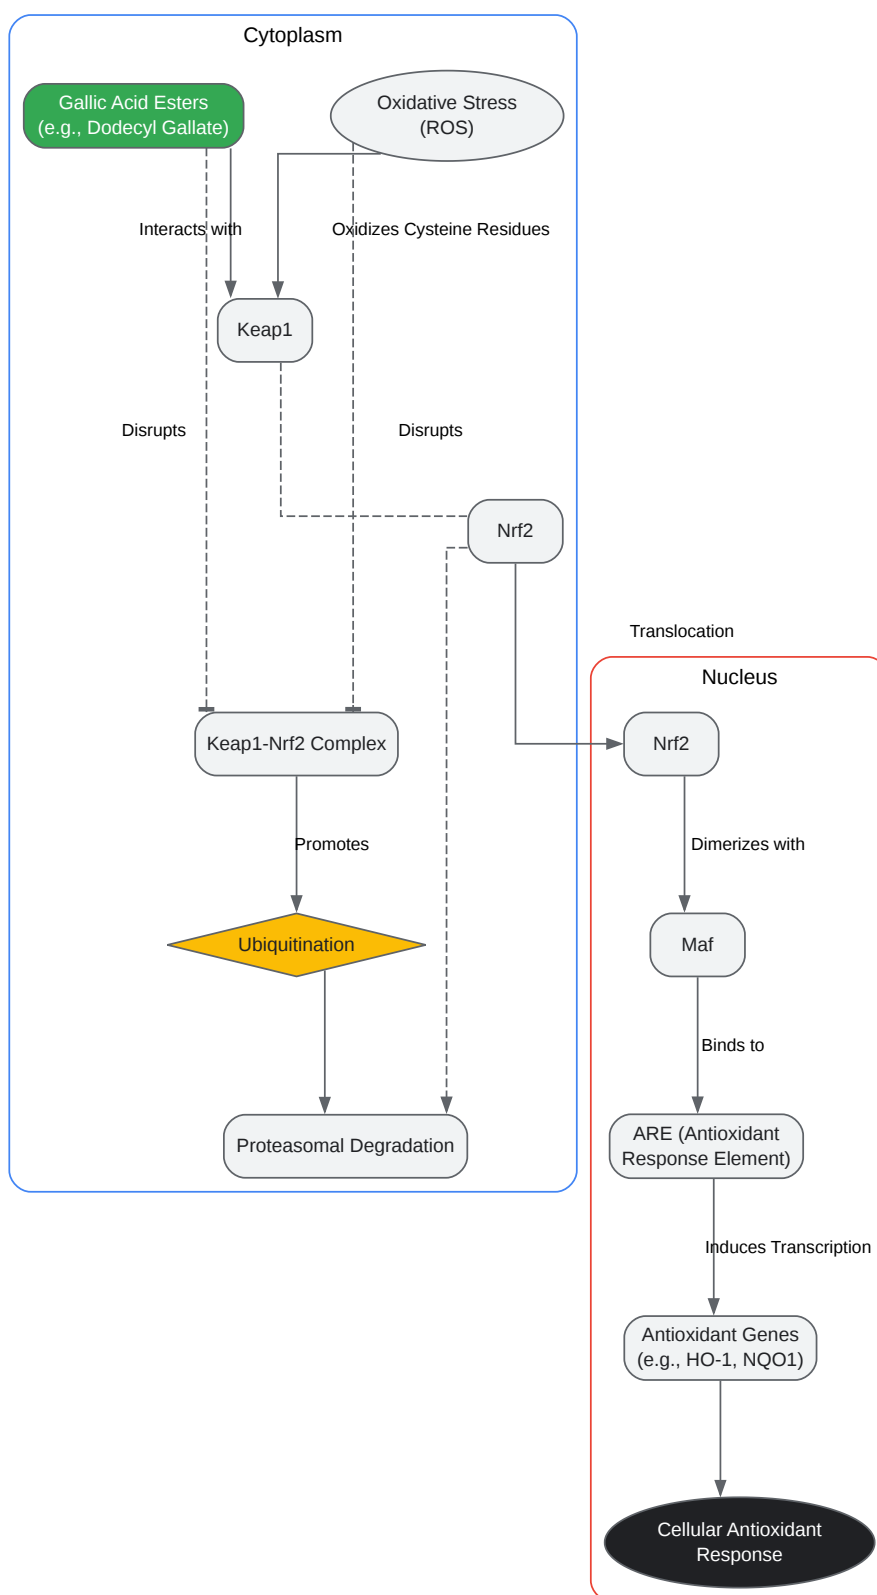 Cytoplasm
Gallic Acid Esters
(e.g., Dodecyl Gallate)
Oxidative Stress
(ROS)
Interacts with
Oxidizes Cysteine Residues
Keap1
Disrupts
Disrupts
Nrf2
Translocation
Nucleus
Keap1-Nrf2 Complex
Nrf2
Promotes
Dimerizes with
Ubiquitination
Maf
Binds to
Proteasomal Degradation
ARE (Antioxidant
Response Element)
Induces Transcription
Antioxidant Genes
(e.g., HO-1, NQO1)
Cellular Antioxidant
Response